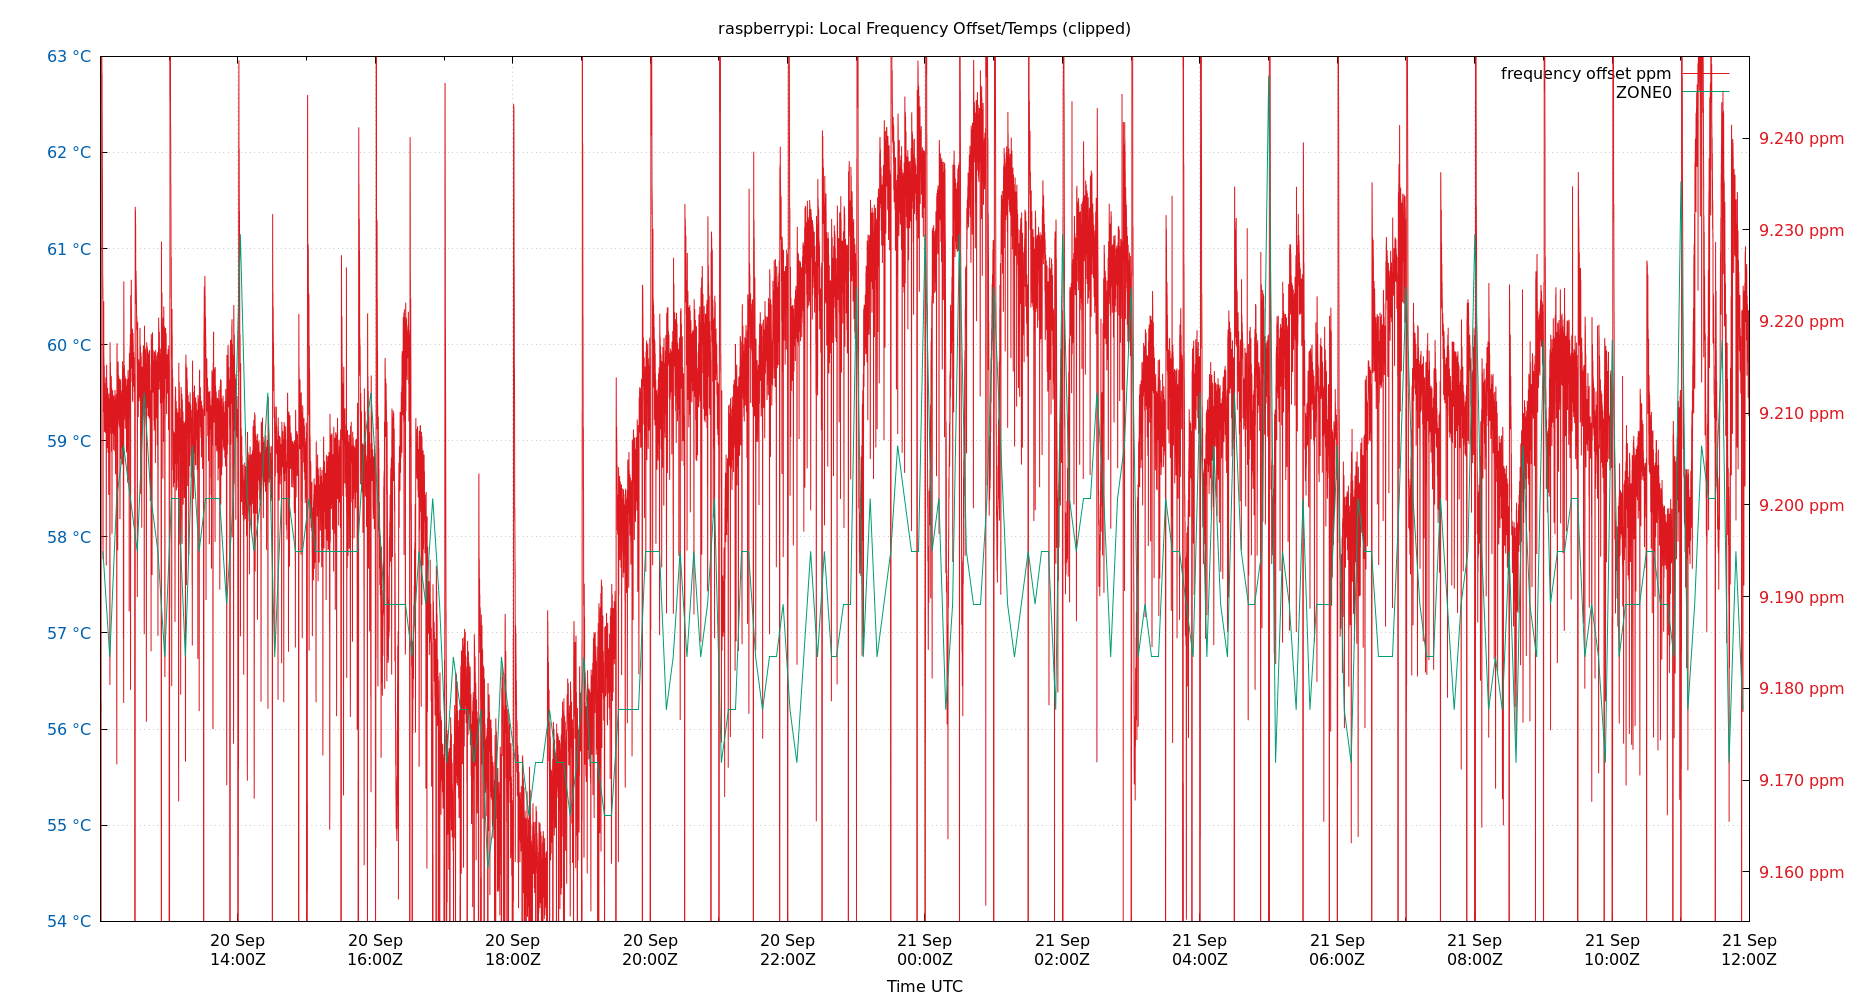 raspberrypi: Local Frequency Offset/Temps (clipped)
63 °C
62 °C
61 °C
60 °C
59 °C
58 °C
57 °C
56 °C
55 °C
54 °C
frequency offset ppm
ZONE0
9.240 ppm
9.230 ppm
9.220 ppm
9.210 ppm
9.200 ppm
9.190 ppm
9.180 ppm
9.170 ppm
9.160 ppm
20 Sep
14:00Z
20 Sep
16:00Z
20 Sep
18:00Z
20 Sep
20:00Z
20 Sep
22:00Z
21 Sep
00:00Z
21 Sep
02:00Z
21 Sep
04:00Z
21 Sep
06:00Z
21 Sep
08:00Z
21 Sep
10:00Z
21 Sep
12:00Z
Time UTC